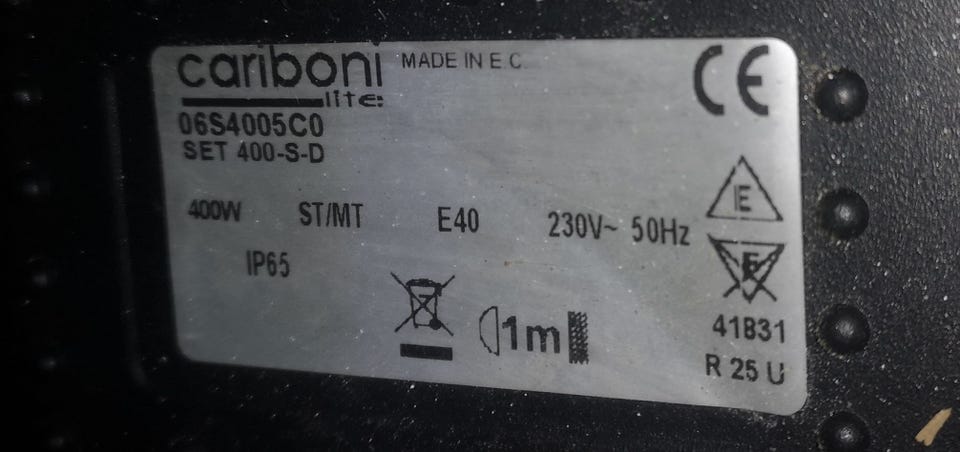 cariboni
lite:
MADE IN E C
CE
06S4005C0
SET 400-S-D
400W ST/MT E40 230V~ 50Hz
IP65
E
F
1m
41831
R 25 U